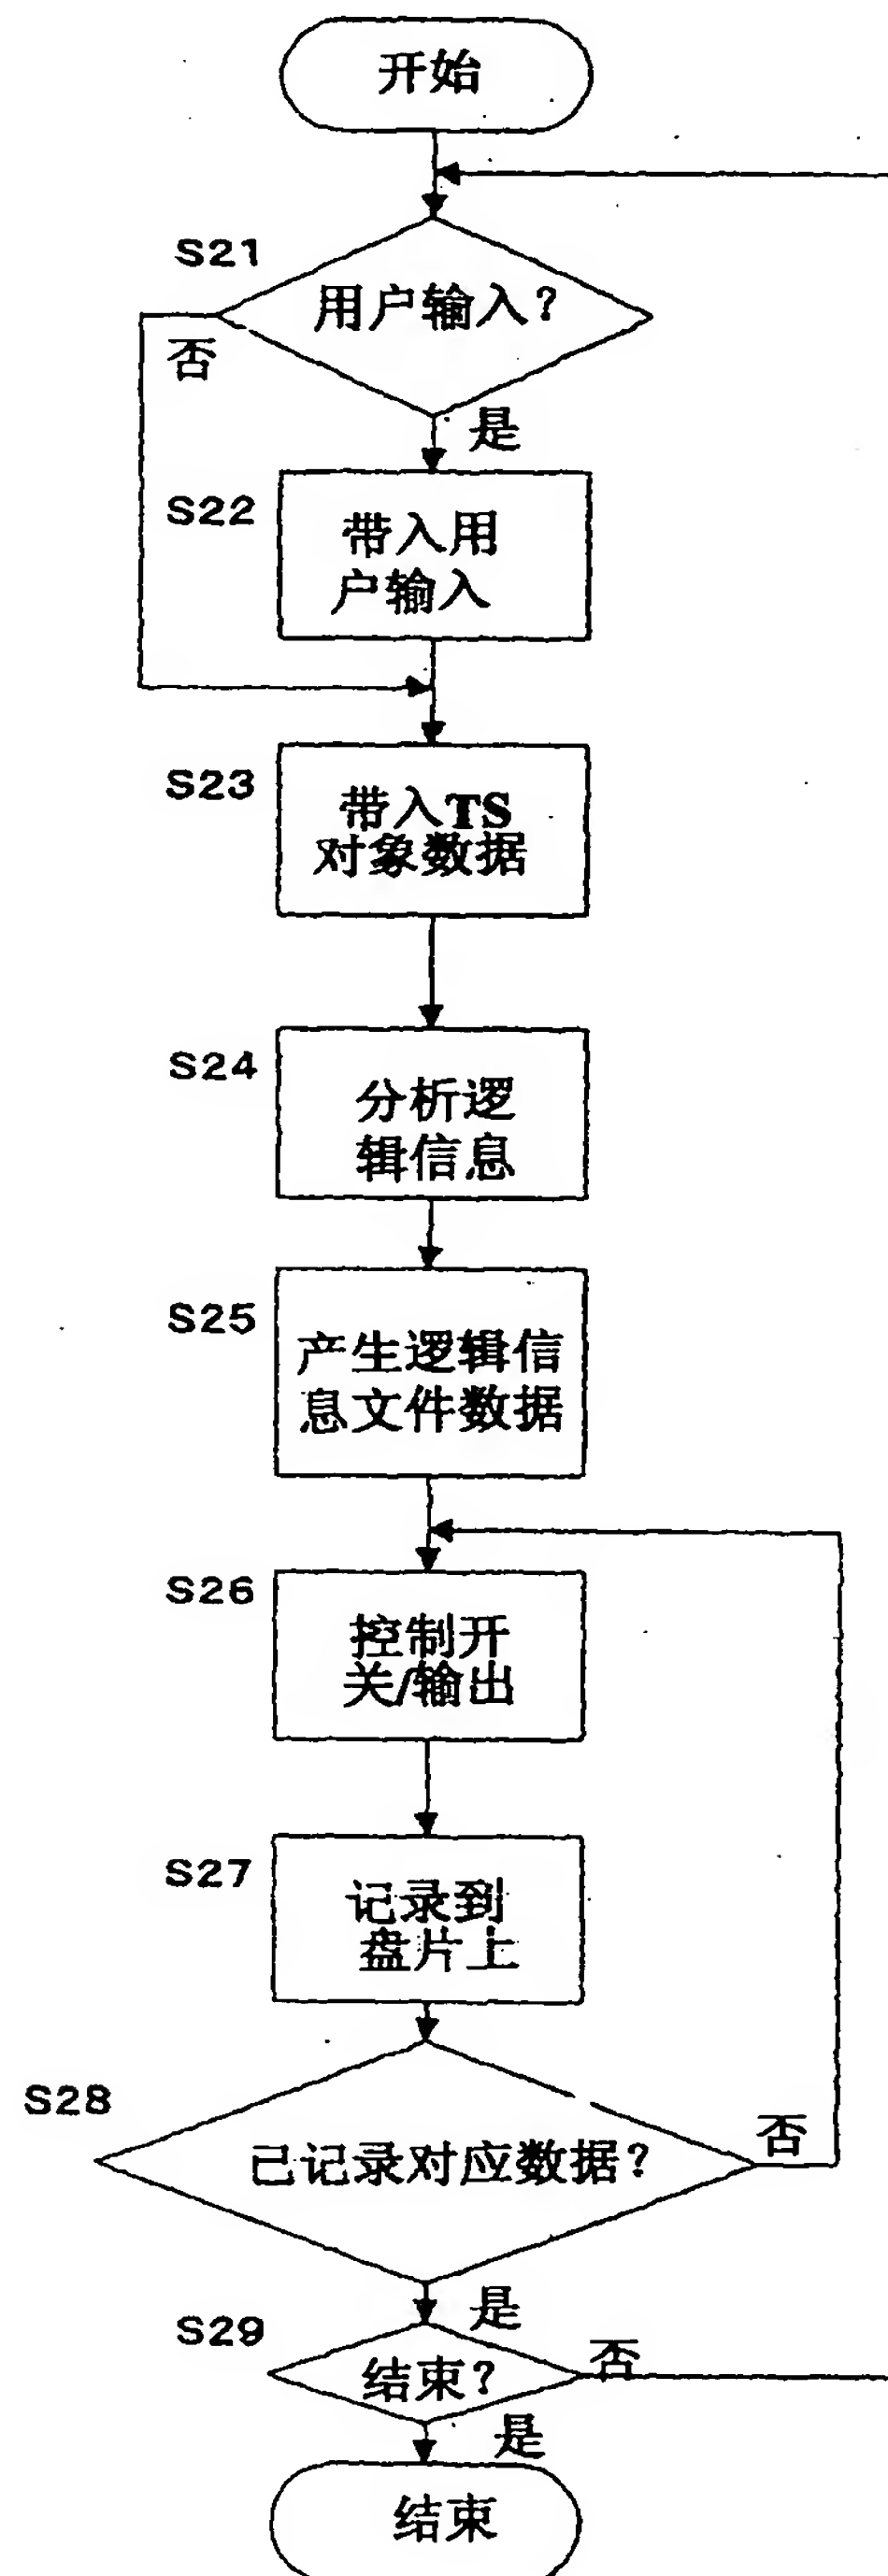 开始
S21
用户输入?
否
是
S22
带入用
户输入
S23
带入TS
对象数据
S24
分析逻
辑信息
S25
产生逻辑信
息文件数据
S26
控制开
关/输出
S27
记录到
盘片上
S28
已记录对应数据?
否
是
S29
结束?
否
是
结束